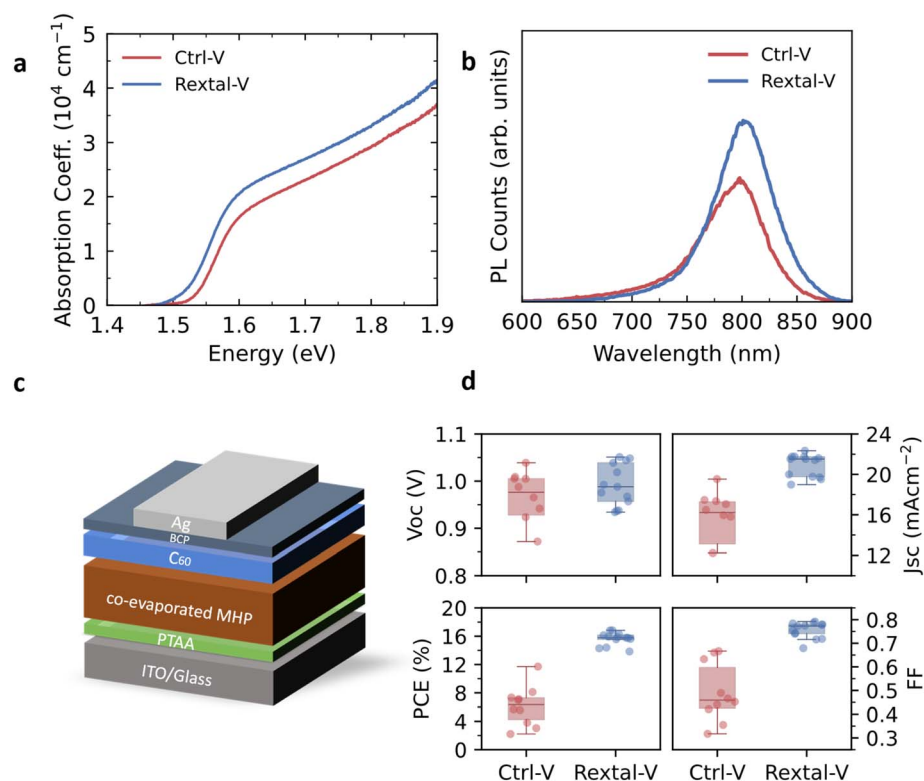 a
Absorption Coeff. (10⁴ cm⁻¹)
5
4
3
2
1
0
Ctrl-V
Rextal-V
1.4 1.5 1.6 1.7 1.8 1.9
Energy (eV)
b
PL Counts (arb. units)
Ctrl-V
Rextal-V
600 650 700 750 800 850 900
Wavelength (nm)
c
Ag
BCP
C₆₀
co-evaporated MHP
PTAA
ITO/Glass
d
Voc (V)
1.1
1.0
0.9
0.8
24
20
16
12
Jsc (mAcm⁻²)
PCE (%)
20
16
12
8
4
0
0.8
0.7
0.6
0.5
0.4
0.3
FF
Ctrl-V Rextal-V Ctrl-V Rextal-V